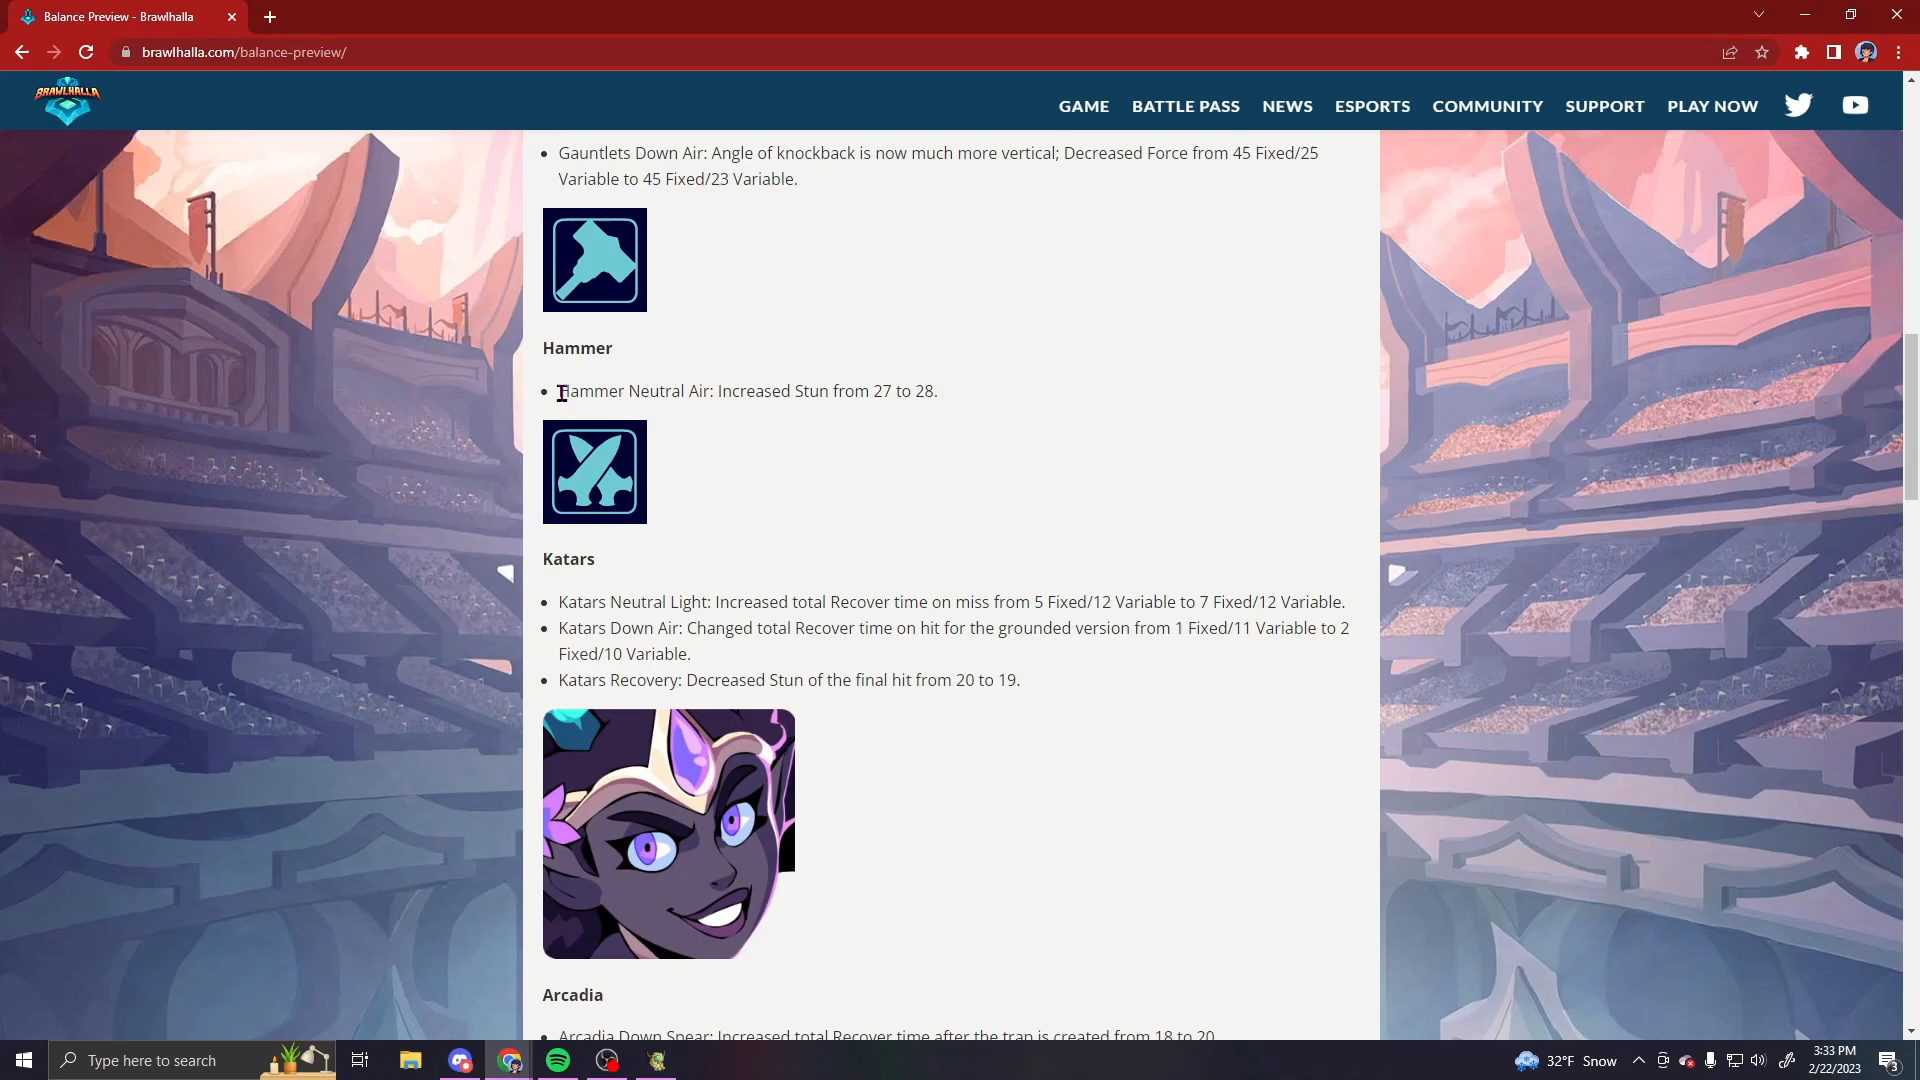 Balance Preview - Brawlhalla
brawlhalla.com/balance-preview/
BRAWLHALLA
GAME BATTLE PASS NEWS ESPORTS COMMUNITY SUPPORT PLAY NOW
Gauntlets Down Air: Angle of knockback is now much more vertical; Decreased Force from 45 Fixed/25
Variable to 45 Fixed/23 Variable.
Hammer
Hammer Neutral Air: Increased Stun from 27 to 28.
Katars
Katars Neutral Light: Increased total Recover time on miss from 5 Fixed/12 Variable to 7 Fixed/12 Variable.
Katars Down Air: Changed total Recover time on hit for the grounded version from 1 Fixed/11 Variable to 2
Fixed/10 Variable.
Katars Recovery: Decreased Stun of the final hit from 20 to 19.
Arcadia
Arcadia Down Spear: Increased total Recover time after the trap is created from 18 to 20
Type here to search
32°F Snow
3:33 PM
2/22/2023
3